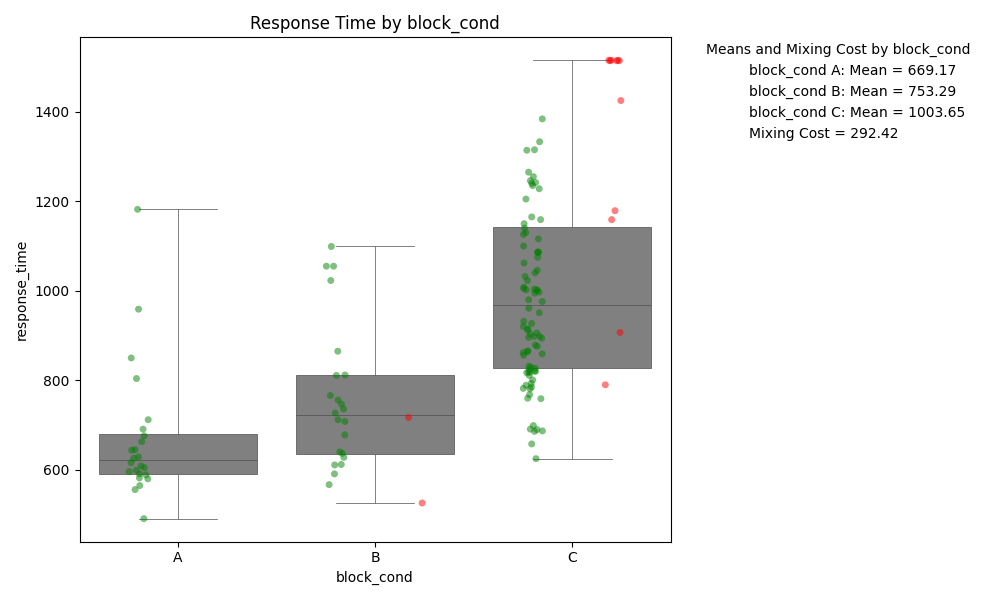 Response Time by block_cond
Means and Mixing Cost by block_cond
block_cond A: Mean = 669.17
block_cond B: Mean = 753.29
block_cond C: Mean = 1003.65
Mixing Cost = 292.42
response_time
1400
1200
1000
800
600
A
B
C
block_cond